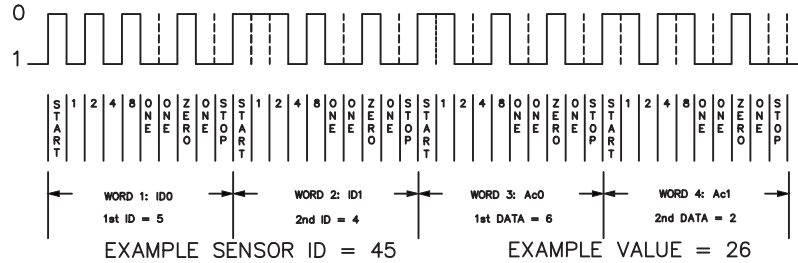 0
1
START 1 2 4 8 ONE ONE ZERO ONE STOP START 1 2 4 8 ONE ONE ZERO ONE STOP START 1 2 4 8 ONE ONE ZERO ONE STOP START 1 2 4 8 ONE ONE ZERO ONE STOP
WORD 1: ID0 WORD 2: ID1 WORD 3: Ac0 WORD 4: Ac1
1st ID = 5 2nd ID = 4 1st DATA = 6 2nd DATA = 2
EXAMPLE SENSOR ID = 45 EXAMPLE VALUE = 26